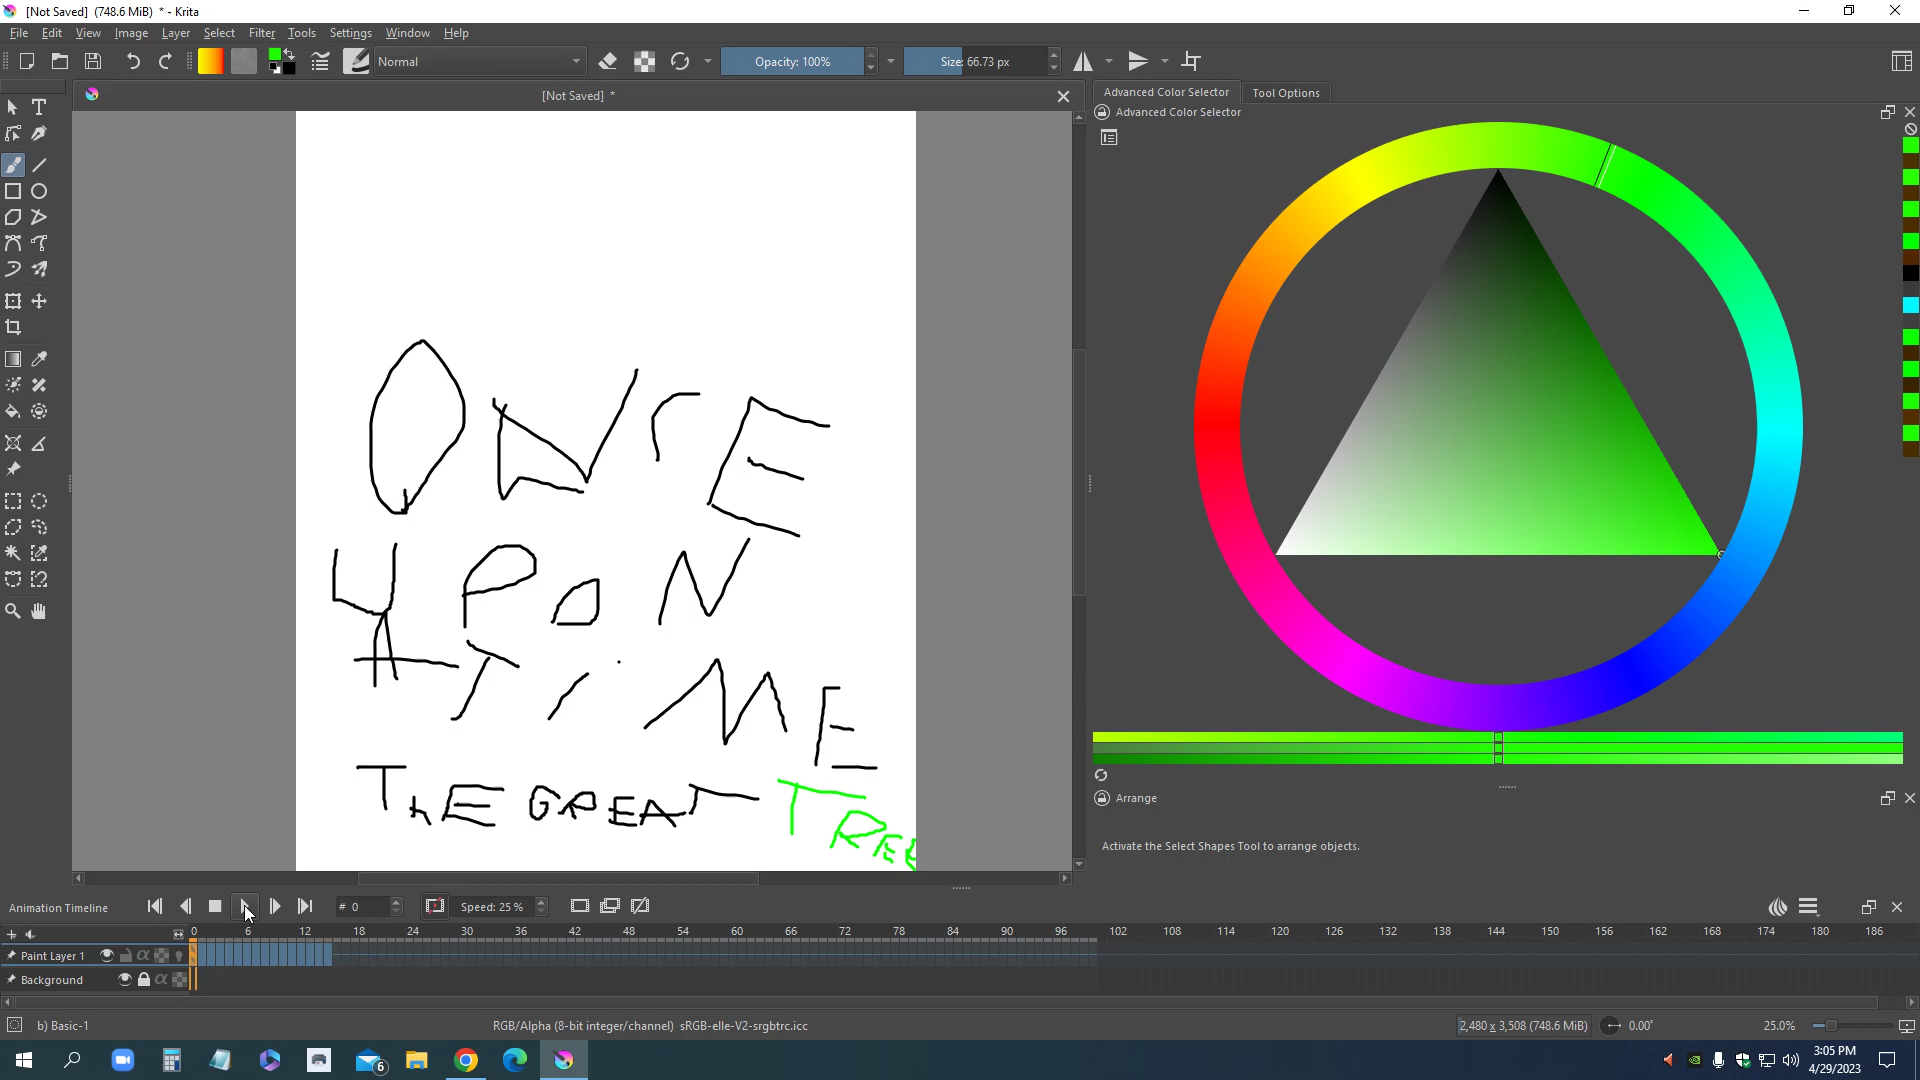 [Not Saved] (748.6 MiB) * - Krita
File Edit View Image Layer Select Filter Tools Settings Window Help
Normal Opacity: 100% Size: 66.73 px
[Not Saved] *
Advanced Color Selector Tool Options
Advanced Color Selector
ONCE
UPON
A TiME
ThE GREAT TREE
Arrange
Activate the Select Shapes Tool to arrange objects.
Animation Timeline # 0 Speed: 25 %
0 6 12 18 24 30 36 42 48 54 60 66 72 78 84 90 96 102 108 114 120 126 132 138 144 150 156 162 168 174 180 186
Paint Layer 1
Background
b) Basic-1 RGB/Alpha (8-bit integer/channel) sRGB-elle-V2-srgbtrc.icc 2,480 x 3,508 (748.6 MiB) 0.00° 25.0%
6 3:05 PM
4/29/2023